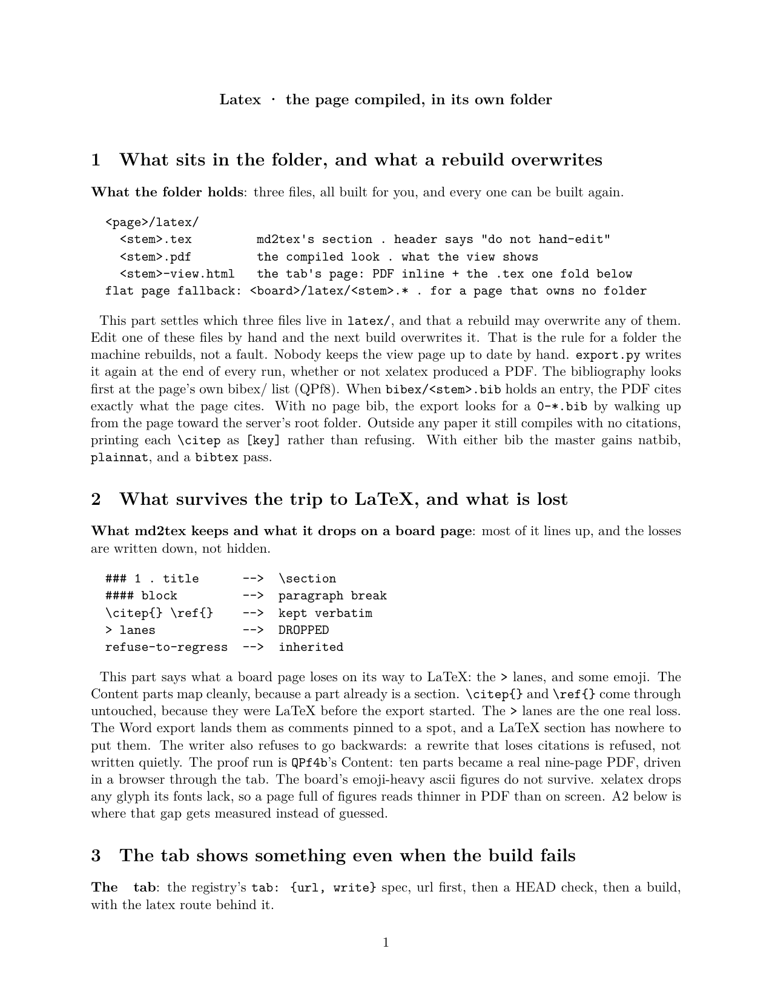 Latex · the page compiled, in its own folder
1 What sits in the folder, and what a rebuild overwrites
What the folder holds: three files, all built for you, and every one can be built again.
<page>/latex/
<stem>.tex md2tex's section . header says "do not hand-edit"
<stem>.pdf the compiled look . what the view shows
<stem>-view.html the tab's page: PDF inline + the .tex one fold below
flat page fallback: <board>/latex/<stem>.* . for a page that owns no folder
This part settles which three files live in latex/, and that a rebuild may overwrite any of them.
Edit one of these files by hand and the next build overwrites it. That is the rule for a folder the
machine rebuilds, not a fault. Nobody keeps the view page up to date by hand. export.py writes
it again at the end of every run, whether or not xelatex produced a PDF. The bibliography looks
first at the page's own bibex/ list (QPf8). When bibex/<stem>.bib holds an entry, the PDF cites
exactly what the page cites. With no page bib, the export looks for a 0-*.bib by walking up
from the page toward the server's root folder. Outside any paper it still compiles with no citations,
printing each \citep as [key] rather than refusing. With either bib the master gains natbib,
plainnat, and a bibtex pass.
2 What survives the trip to LaTeX, and what is lost
What md2tex keeps and what it drops on a board page: most of it lines up, and the losses
are written down, not hidden.
### 1 . title --> \section
#### block --> paragraph break
\citep{} \ref{} --> kept verbatim
> lanes --> DROPPED
refuse-to-regress --> inherited
This part says what a board page loses on its way to LaTeX: the > lanes, and some emoji. The
Content parts map cleanly, because a part already is a section. \citep{} and \ref{} come through
untouched, because they were LaTeX before the export started. The > lanes are the one real loss.
The Word export lands them as comments pinned to a spot, and a LaTeX section has nowhere to
put them. The writer also refuses to go backwards: a rewrite that loses citations is refused, not
written quietly. The proof run is QPf4b's Content: ten parts became a real nine-page PDF, driven
in a browser through the tab. The board's emoji-heavy ascii figures do not survive. xelatex drops
any glyph its fonts lack, so a page full of figures reads thinner in PDF than on screen. A2 below is
where that gap gets measured instead of guessed.
3 The tab shows something even when the build fails
The tab: the registry's tab: {url, write} spec, url first, then a HEAD check, then a build,
with the latex route behind it.
1